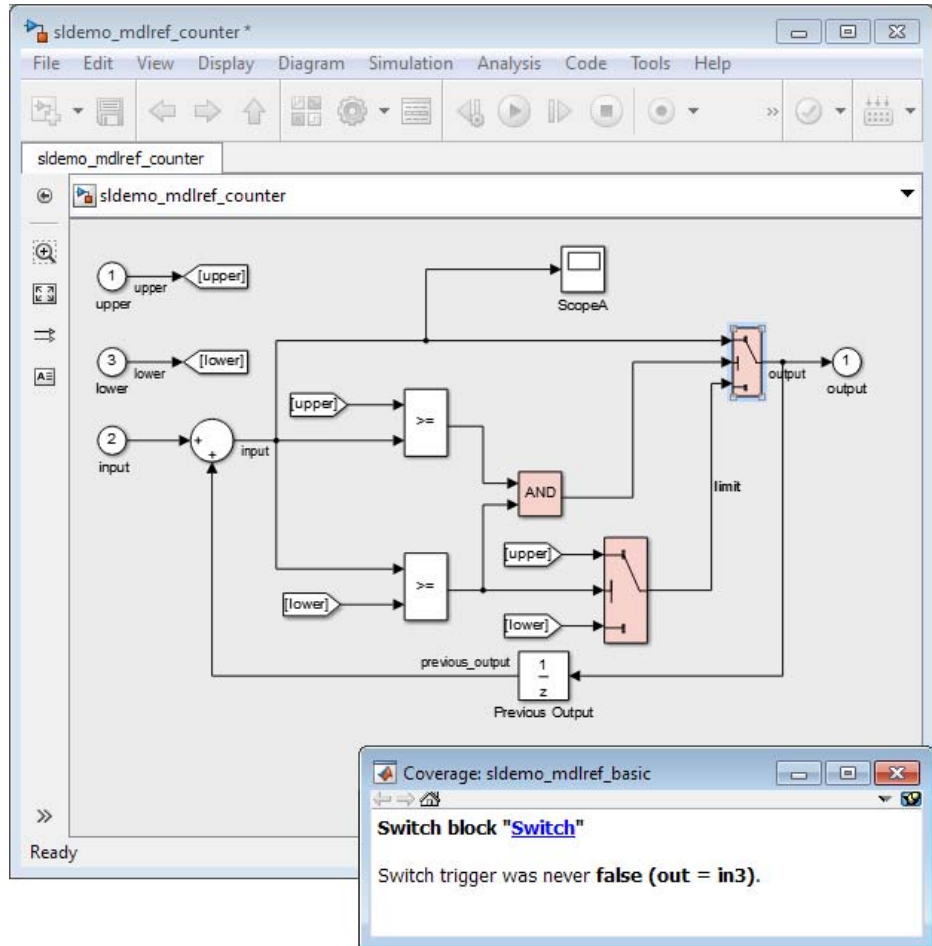 sldemo_mdlref_counter *
File Edit View Display Diagram Simulation Analysis Code Tools Help
»
sldemo_mdlref_counter
sldemo_mdlref_counter
1
upper
upper
[upper]
ScopeA
3
lower
lower
[lower]
[upper]
>=
output
1
output
2
input
+
+
input
AND
limit
[upper]
>=
[lower]
[lower]
previous_output
1
z
Previous Output
Coverage: sldemo_mdlref_basic
»
Switch block "Switch"
Ready
Switch trigger was never false (out = in3).